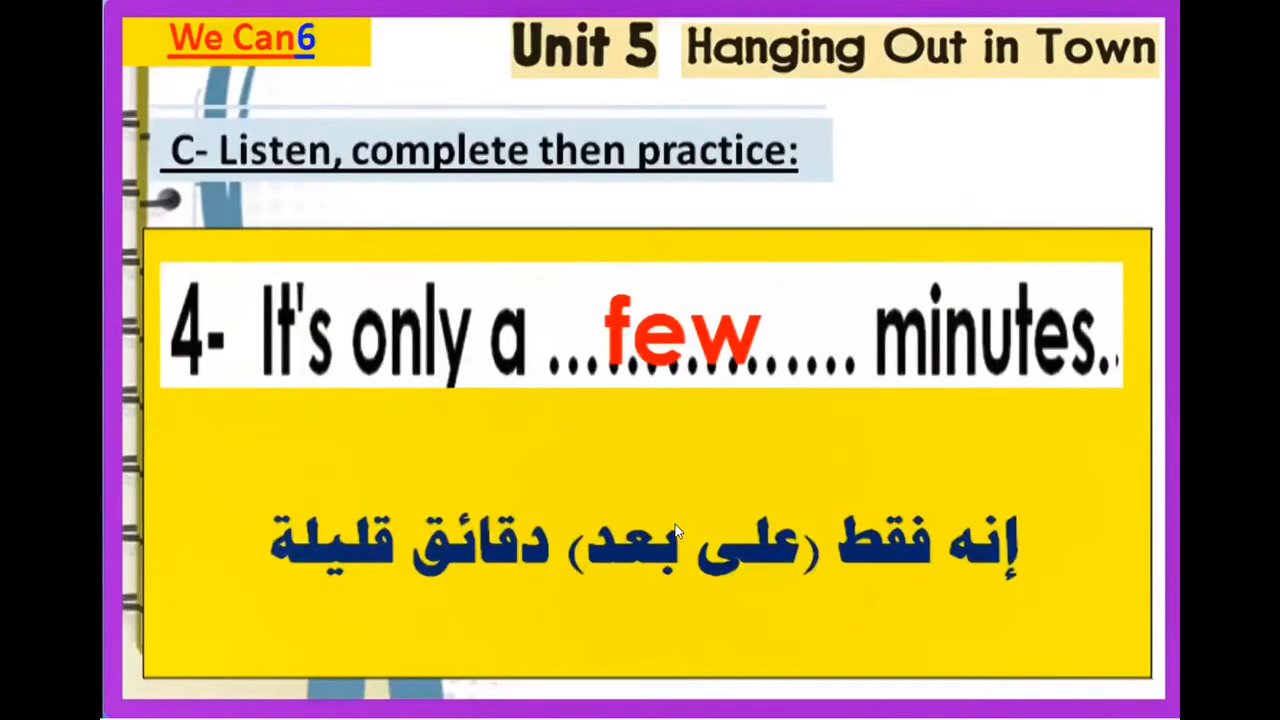 We Can6
Unit 5 Hanging Out in Town
C- Listen, complete then practice:
4- It's only a ...few........... minutes..
إنه فقط (على بعد) دقائق قليلة